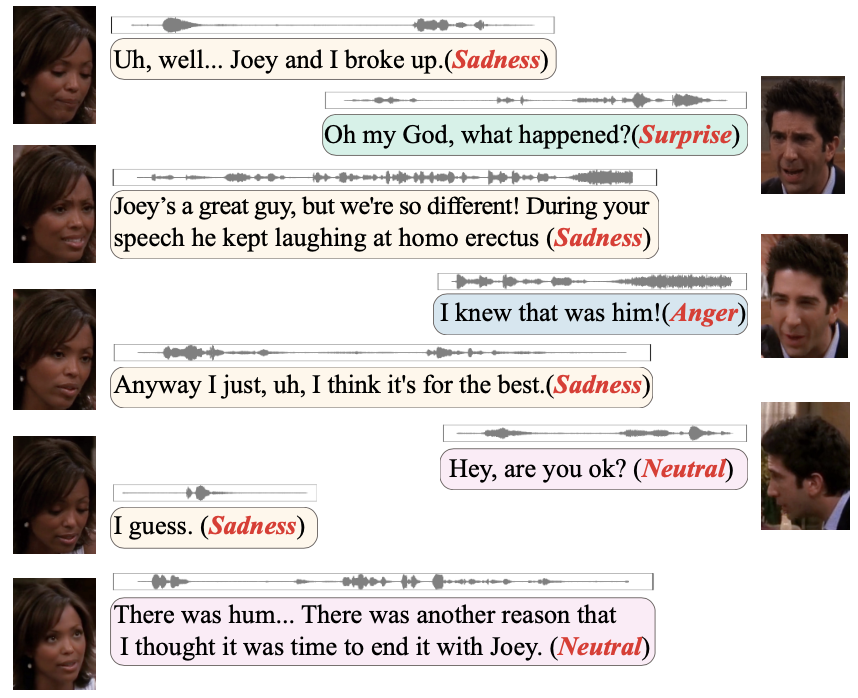 Uh, well... Joey and I broke up.(Sadness)
Oh my God, what happened?(Surprise)
Joey's a great guy, but we're so different! During your
speech he kept laughing at homo erectus (Sadness)
I knew that was him!(Anger)
Anyway I just, uh, I think it's for the best.(Sadness)
Hey, are you ok? (Neutral)
I guess. (Sadness)
There was hum... There was another reason that
I thought it was time to end it with Joey. (Neutral)